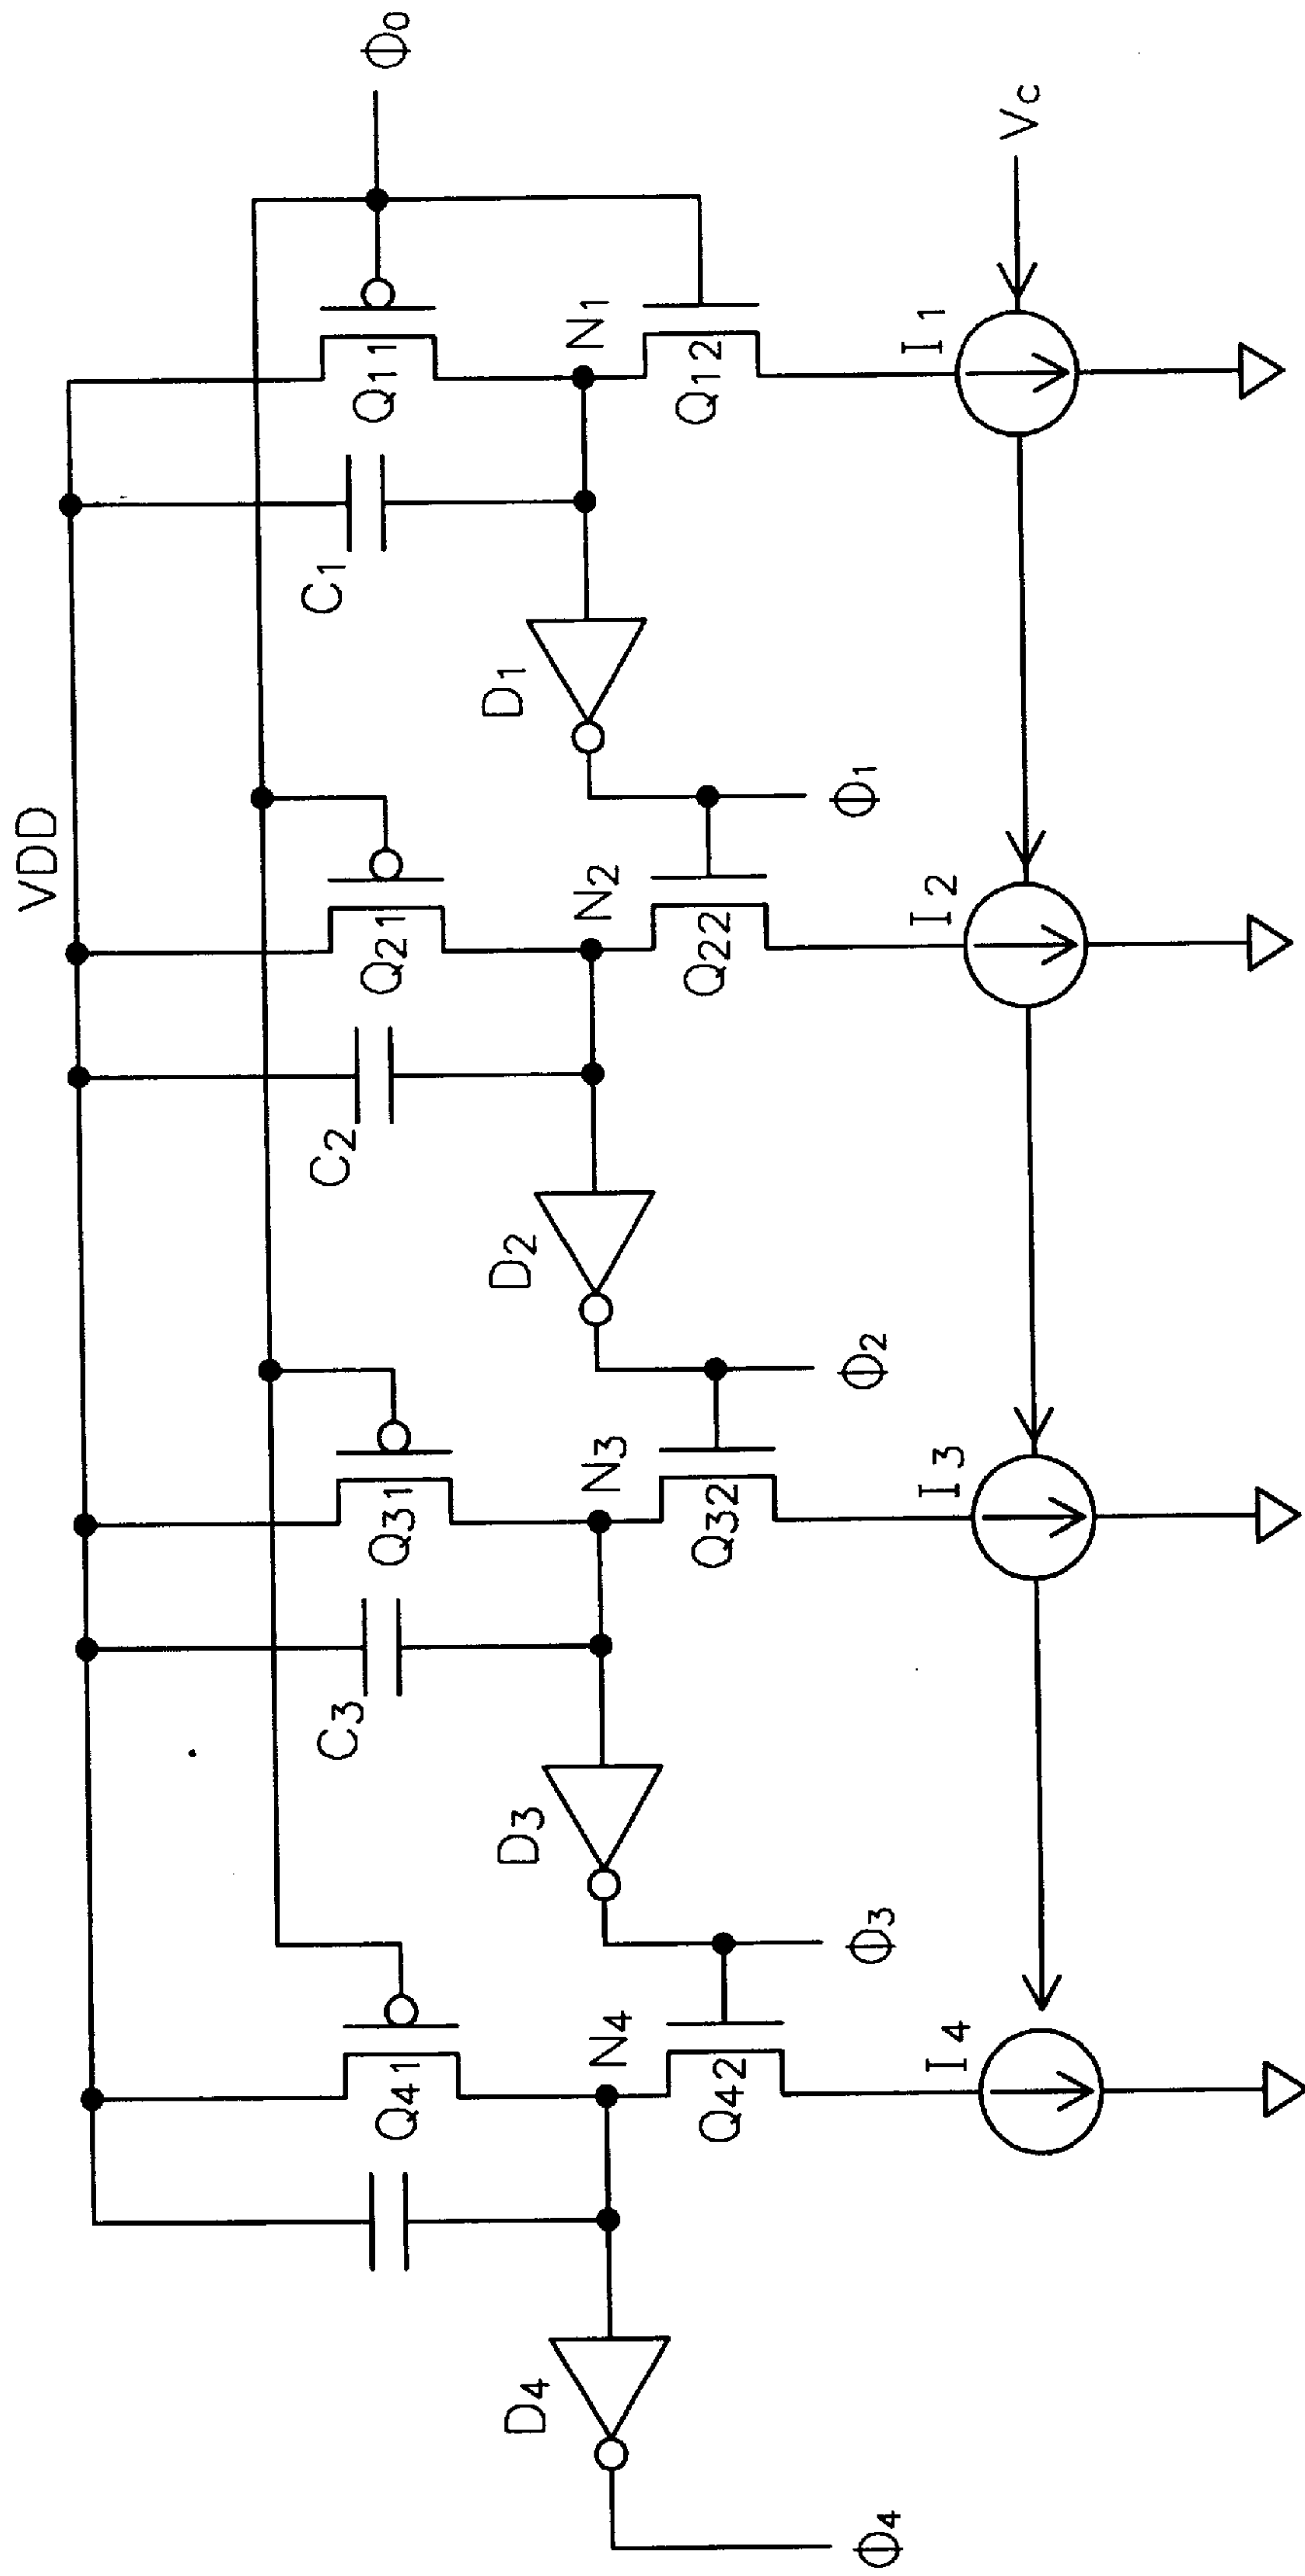 VDD
Φ0
Q11
N1
Q12
I1
Vc
C1
D1
Φ1
Q21
N2
Q22
I2
C2
D2
Φ2
Q31
N3
Q32
I3
C3
D3
Φ3
Q41
N4
Q42
I4
D4
Φ4